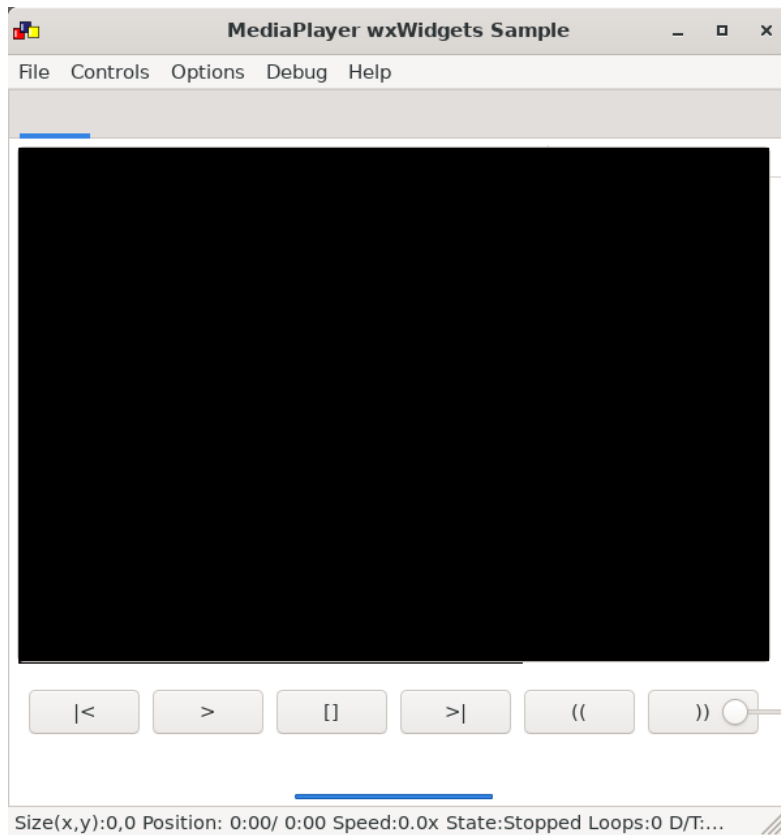 MediaPlayer wxWidgets Sample
File Controls Options Debug Help
|< > [] >| (( ))
Size(x,y):0,0 Position: 0:00/ 0:00 Speed:0.0x State:Stopped Loops:0 D/T:...